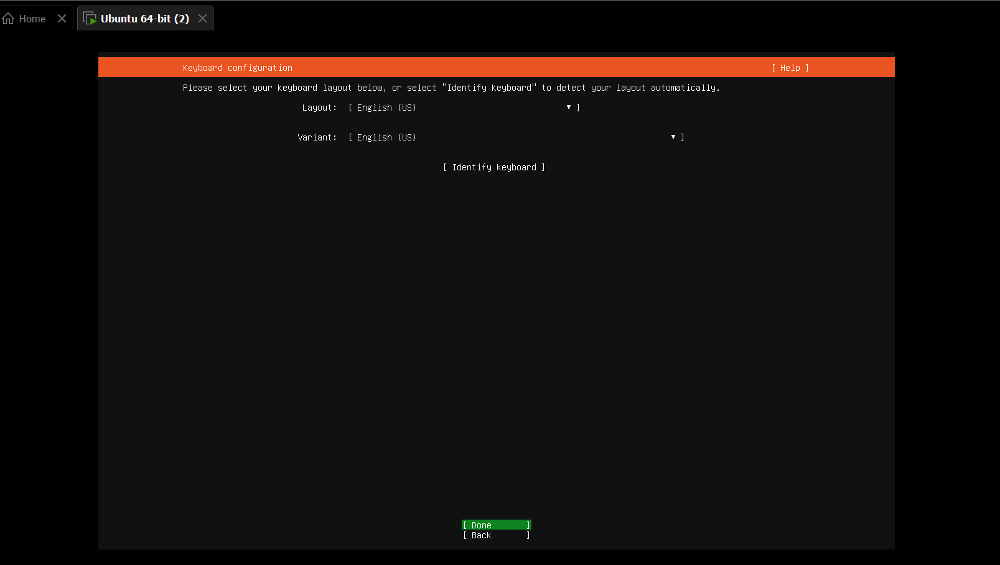 Home
Ubuntu 64-bit (2)
Keyboard configuration [ Help ]
Please select your keyboard layout below, or select "Identify keyboard" to detect your layout automatically.
Layout: [ English (US) ▾ ]
Variant: [ English (US) ▾ ]
[ Identify keyboard ]
[ Done ]
[ Back ]